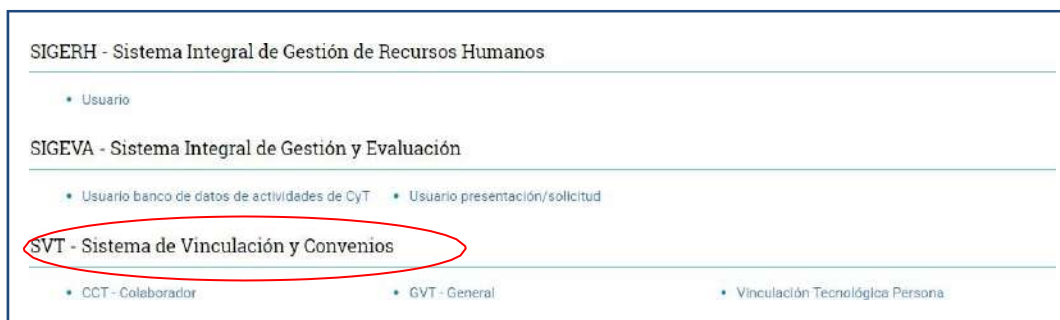 SIGERH - Sistema Integral de Gestión de Recursos Humanos
• Usuario
SIGEVA - Sistema Integral de Gestión y Evaluación
• Usuario banco de datos de actividades de CyT • Usuario presentación/solicitud
SVT - Sistema de Vinculación y Convenios
• CCT - Colaborador • GVT - General • Vinculación Tecnológica Persona